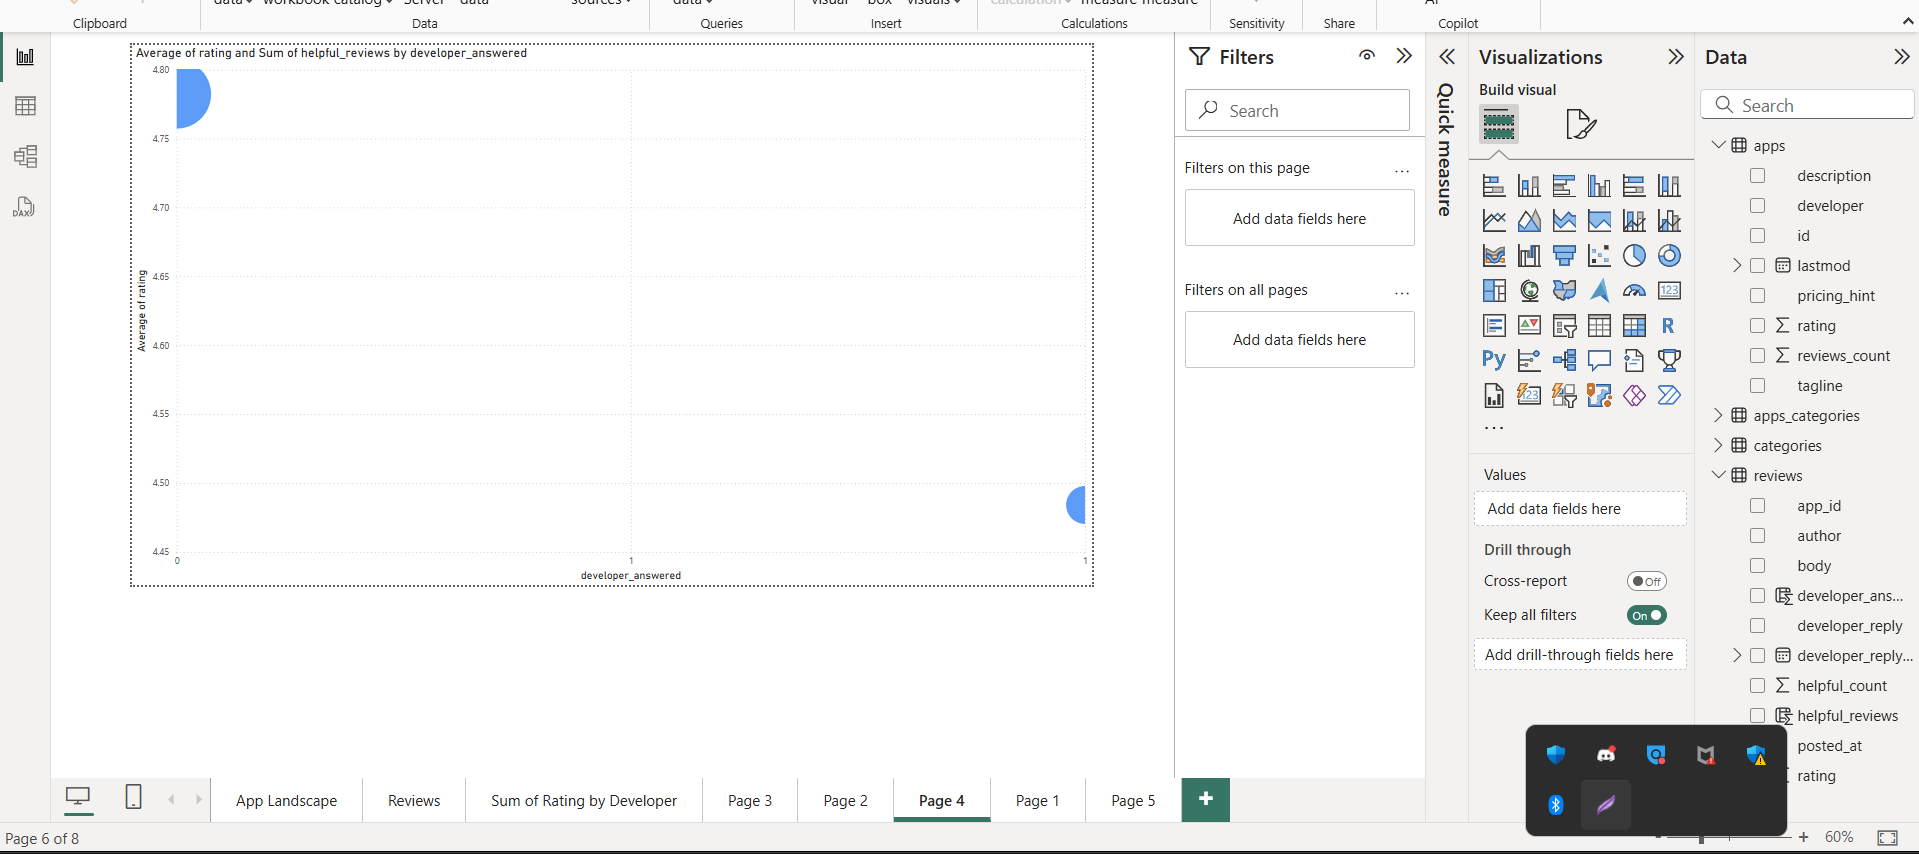 data workbook catalog Server data sources data visual box visuals calculation measure measure AI
Clipboard Data Queries Insert Calculations Sensitivity Share Copilot
Average of rating and Sum of helpful_reviews by developer_answered
4.80
4.75
4.70
4.65
4.60
4.55
4.50
4.45
Average of rating
0 1 1
developer_answered
Filters
Search
Filters on this page ...
Add data fields here
Filters on all pages ...
Add data fields here
Quick measure
Visualizations
Build visual
123
R
Py
123
...
Values
Add data fields here
Drill through
Cross-report Off
Keep all filters On
Add drill-through fields here
Data
Search
apps
description
developer
id
lastmod
pricing_hint
rating
reviews_count
tagline
apps_categories
categories
reviews
app_id
author
body
developer_ans...
developer_reply
developer_reply...
helpful_count
helpful_reviews
posted_at
rating
DAX
App Landscape Reviews Sum of Rating by Developer Page 3 Page 2 Page 4 Page 1 Page 5 +
Page 6 of 8
- + 60%